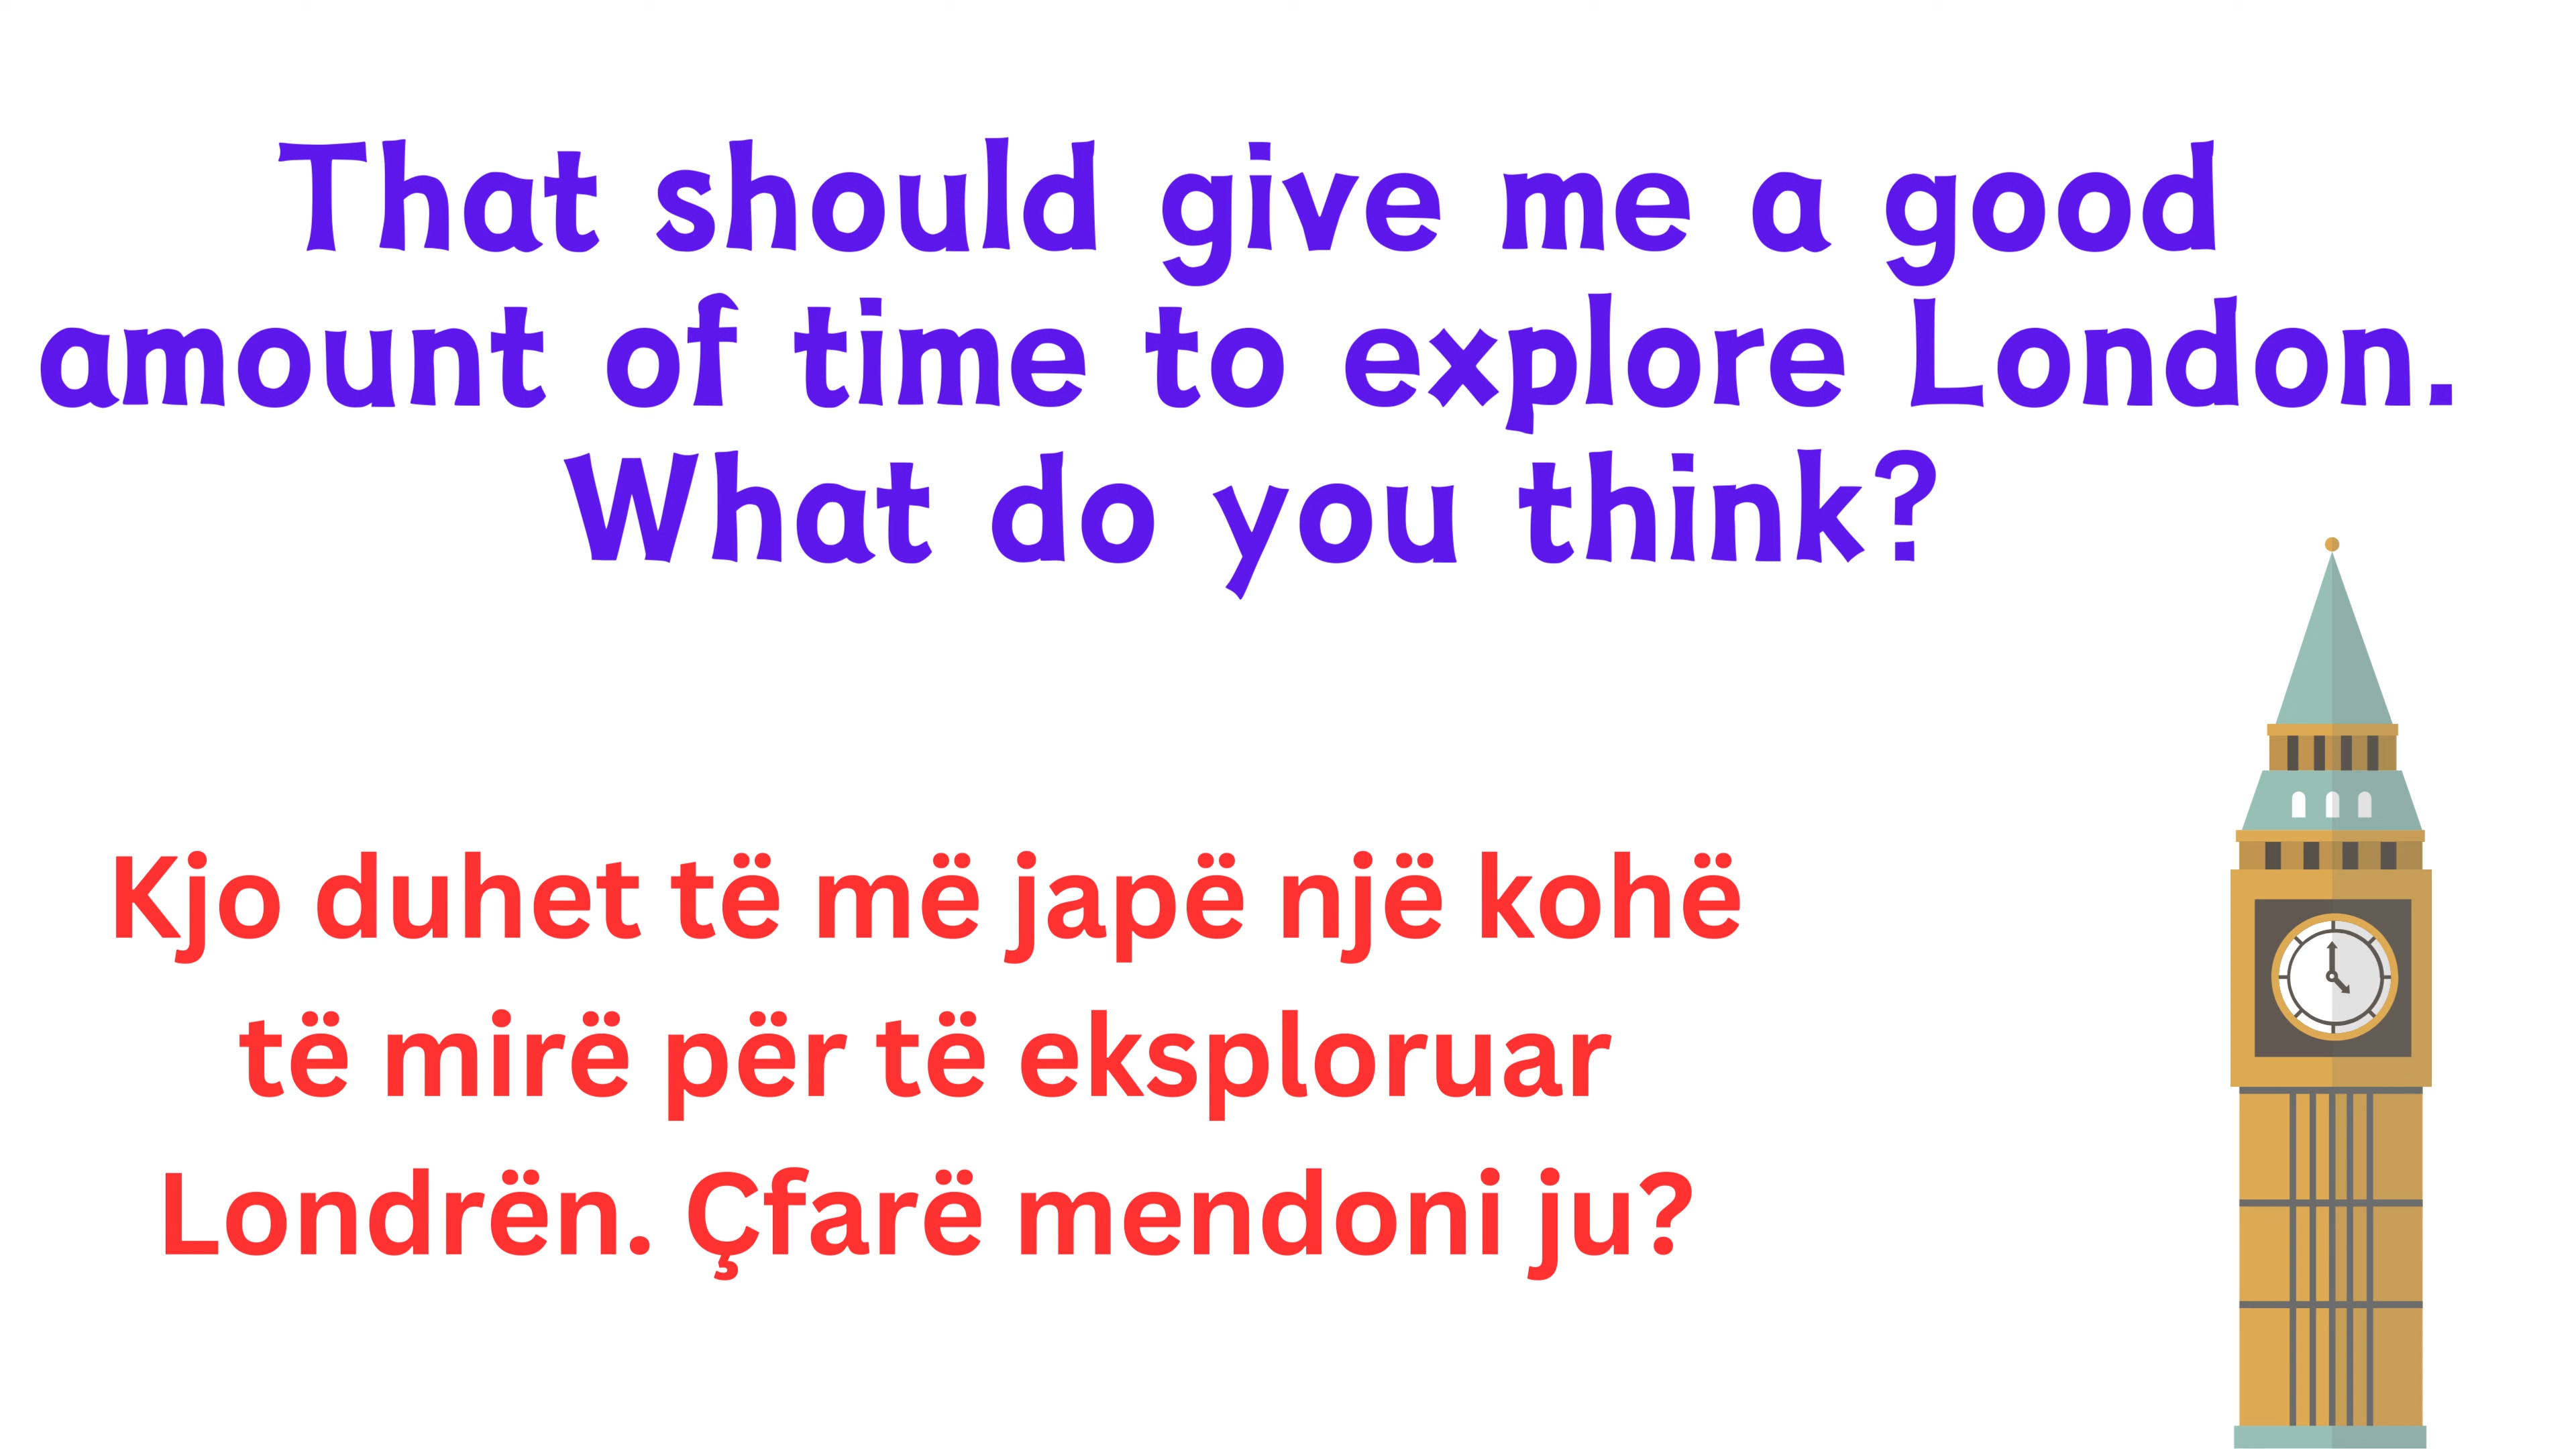 That should give me a good
amount of time to explore London.
What do you think?
Kjo duhet të më japë një kohë
të mirë për të eksploruar
Londrën. Çfarë mendoni ju?